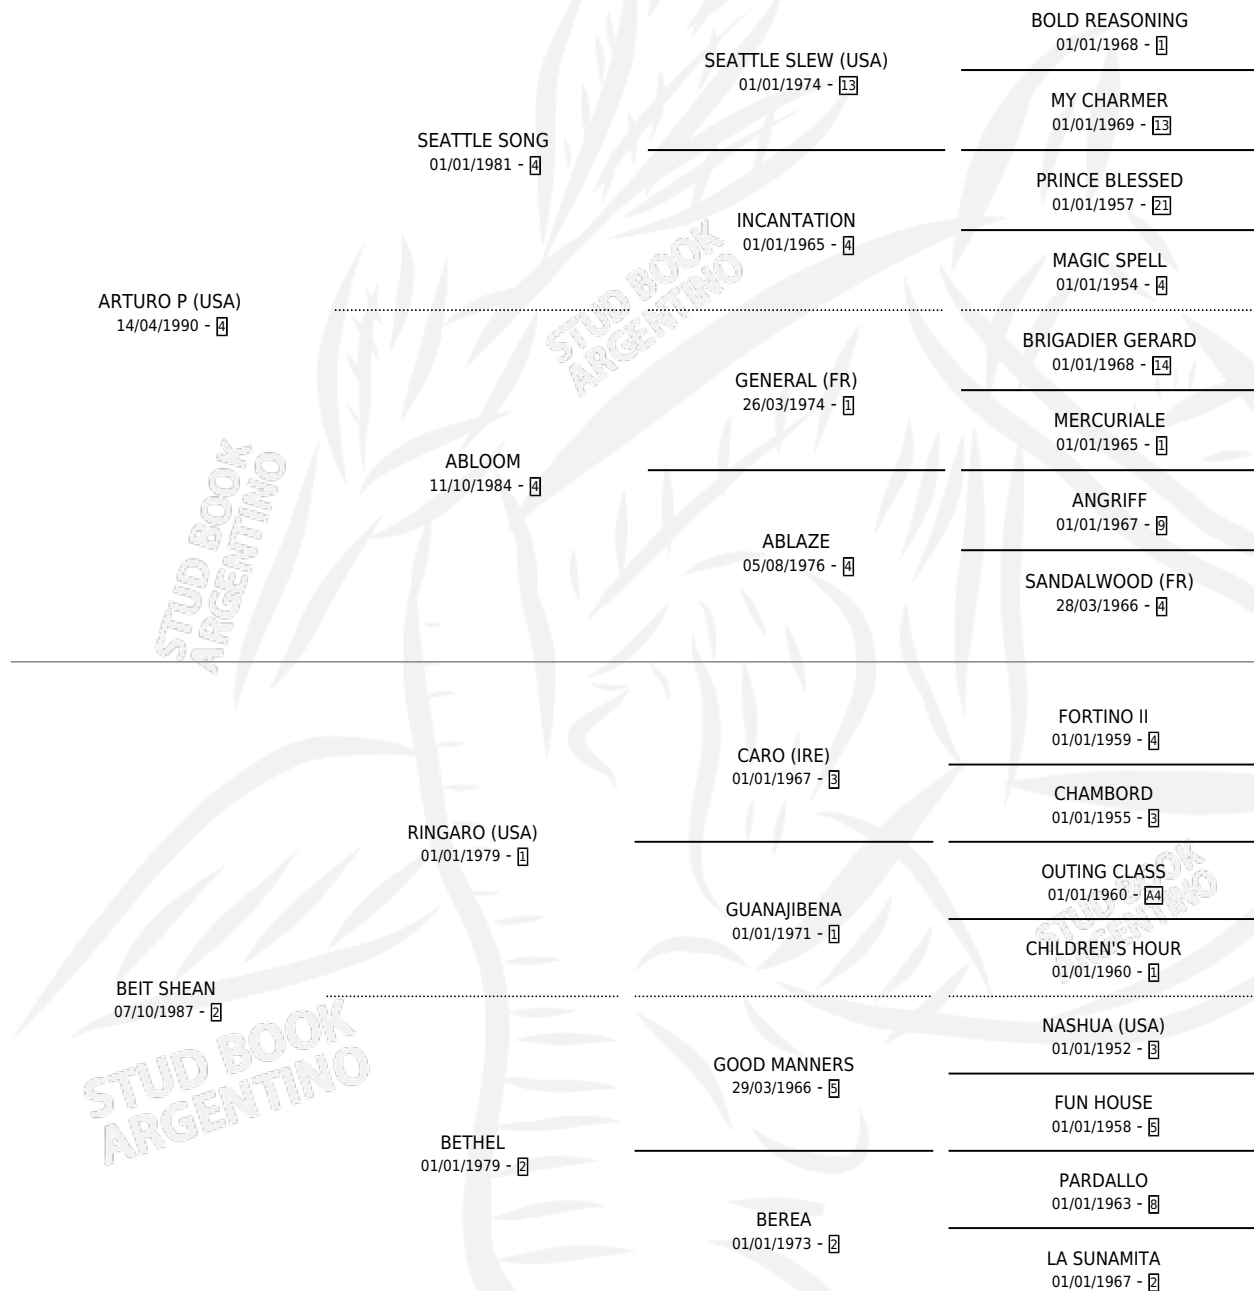 BOLD REASONING
01/01/1968 - 1
SEATTLE SLEW (USA)
01/01/1974 - 13
MY CHARMER
01/01/1969 - 13
SEATTLE SONG
01/01/1981 - 4
PRINCE BLESSED
01/01/1957 - 21
INCANTATION
01/01/1965 - 4
MAGIC SPELL
01/01/1954 - 4
ARTURO P (USA)
14/04/1990 - 4
BRIGADIER GERARD
01/01/1968 - 14
GENERAL (FR)
26/03/1974 - 1
MERCURIALE
01/01/1965 - 1
ABLOOM
11/10/1984 - 4
ANGRIFF
01/01/1967 - 9
ABLAZE
05/08/1976 - 4
SANDALWOOD (FR)
28/03/1966 - 4
FORTINO II
01/01/1959 - 4
CARO (IRE)
01/01/1967 - 3
CHAMBORD
01/01/1955 - 3
RINGARO (USA)
01/01/1979 - 1
OUTING CLASS
01/01/1960 - A4
GUANAJIBENA
01/01/1971 - 1
CHILDREN'S HOUR
01/01/1960 - 1
BEIT SHEAN
07/10/1987 - 2
NASHUA (USA)
01/01/1952 - 3
GOOD MANNERS
29/03/1966 - 5
FUN HOUSE
01/01/1958 - 5
BETHEL
01/01/1979 - 2
PARDALLO
01/01/1963 - 8
BEREA
01/01/1973 - 2
LA SUNAMITA
01/01/1967 - 2
STUD BOOK
ARGENTINO
STUD BOOK
ARGENTINO
STUD BOOK
ARGENTINO
STUD BOOK
ARGENTINO